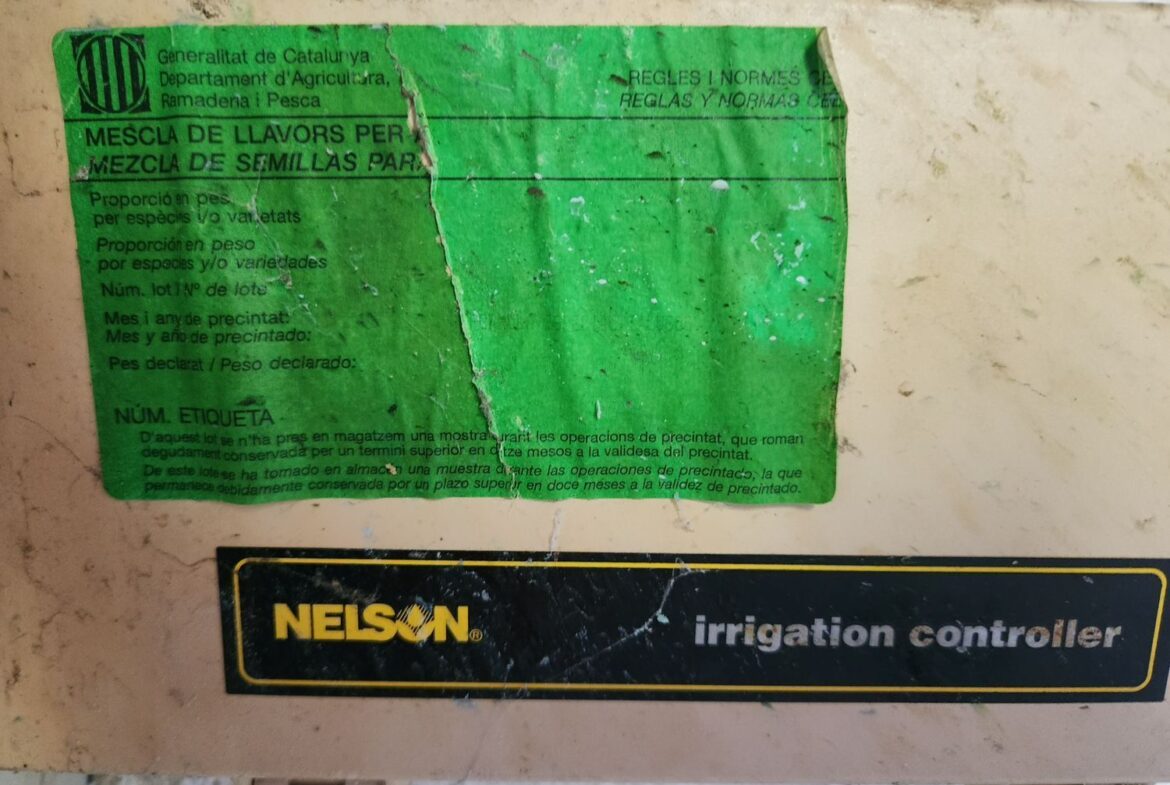 Generalitat de Catalunya
Departament d'Agricultura,
Ramaderia i Pesca
REGLES I NORMES CE
REGLAS Y NORMAS CEE
MESCLA DE LLAVORS PER
MEZCLA DE SEMILLAS PARA
Proporció en pes
per espècies i/o varietats
Proporción en peso
por especies y/o variedades
Núm. lot / Nº de lote
Mes i any de precintat:
Mes y año de precintado:
Pes declarat / Peso declarado:
NÚM. ETIQUETA
D'aquest lot se n'ha pres en magatzem una mostra durant les operacions de precintat, que roman
degudament conservada per un termini superior en dotze mesos a la validesa del precintat.
De este lote se ha tomado en almacén una muestra durante las operaciones de precintado, la que
permanece debidamente conservada por un plazo superior en doce meses a la validez de precintado.
NELSON®
irrigation controller